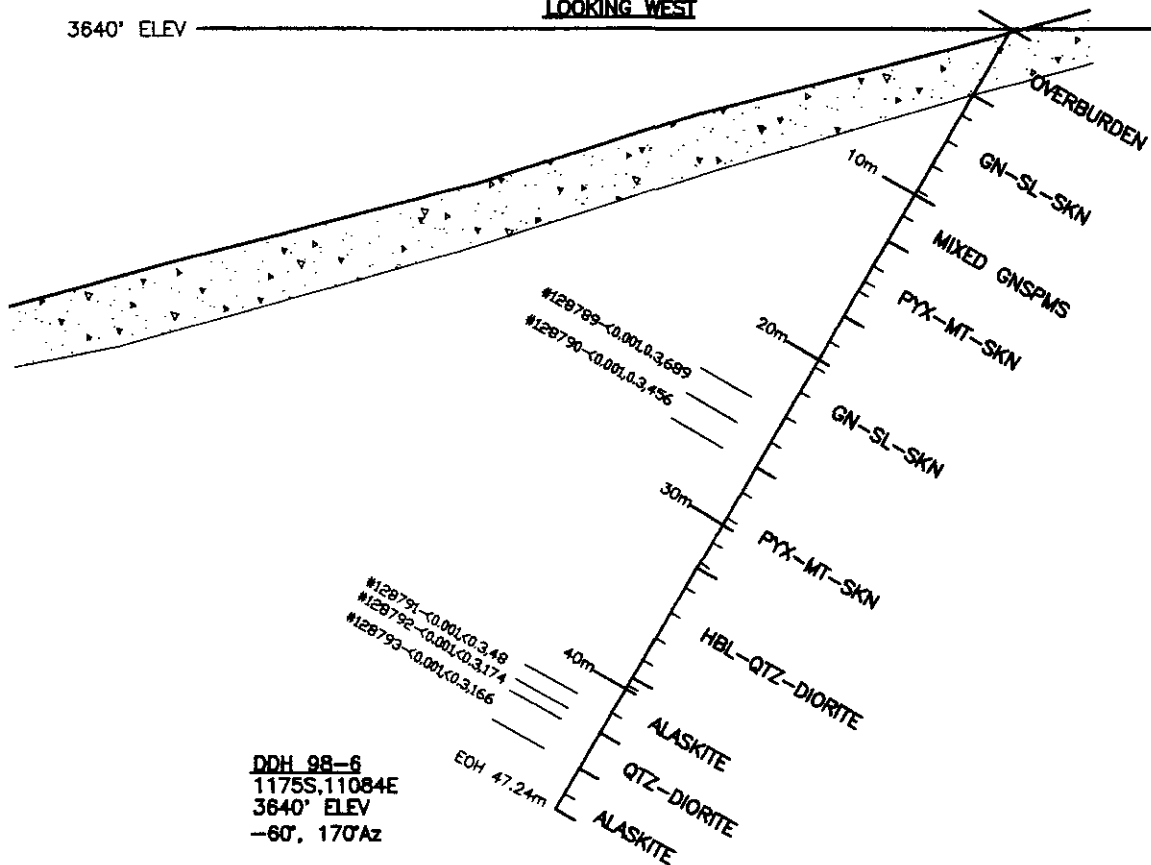 LOOKING WEST
3640' ELEV
OVERBURDEN
GN-SL-SKN
10m
MIXED GNSPMS
PYX-MT-SKN
#128789-<0.001,0.3,689
#128790-<0.001,0.3,456
20m
GN-SL-SKN
30m
PYX-MT-SKN
#128791-<0.001,<0.3,48
#128792-<0.001,<0.3,174
#128793-<0.001,<0.3,166
40m
HBL-QTZ-DIORITE
ALASKITE
EOH 47.24m
QTZ-DIORITE
ALASKITE
DDH 98-6
1175S,11084E
3640' ELEV
-60°, 170°Az